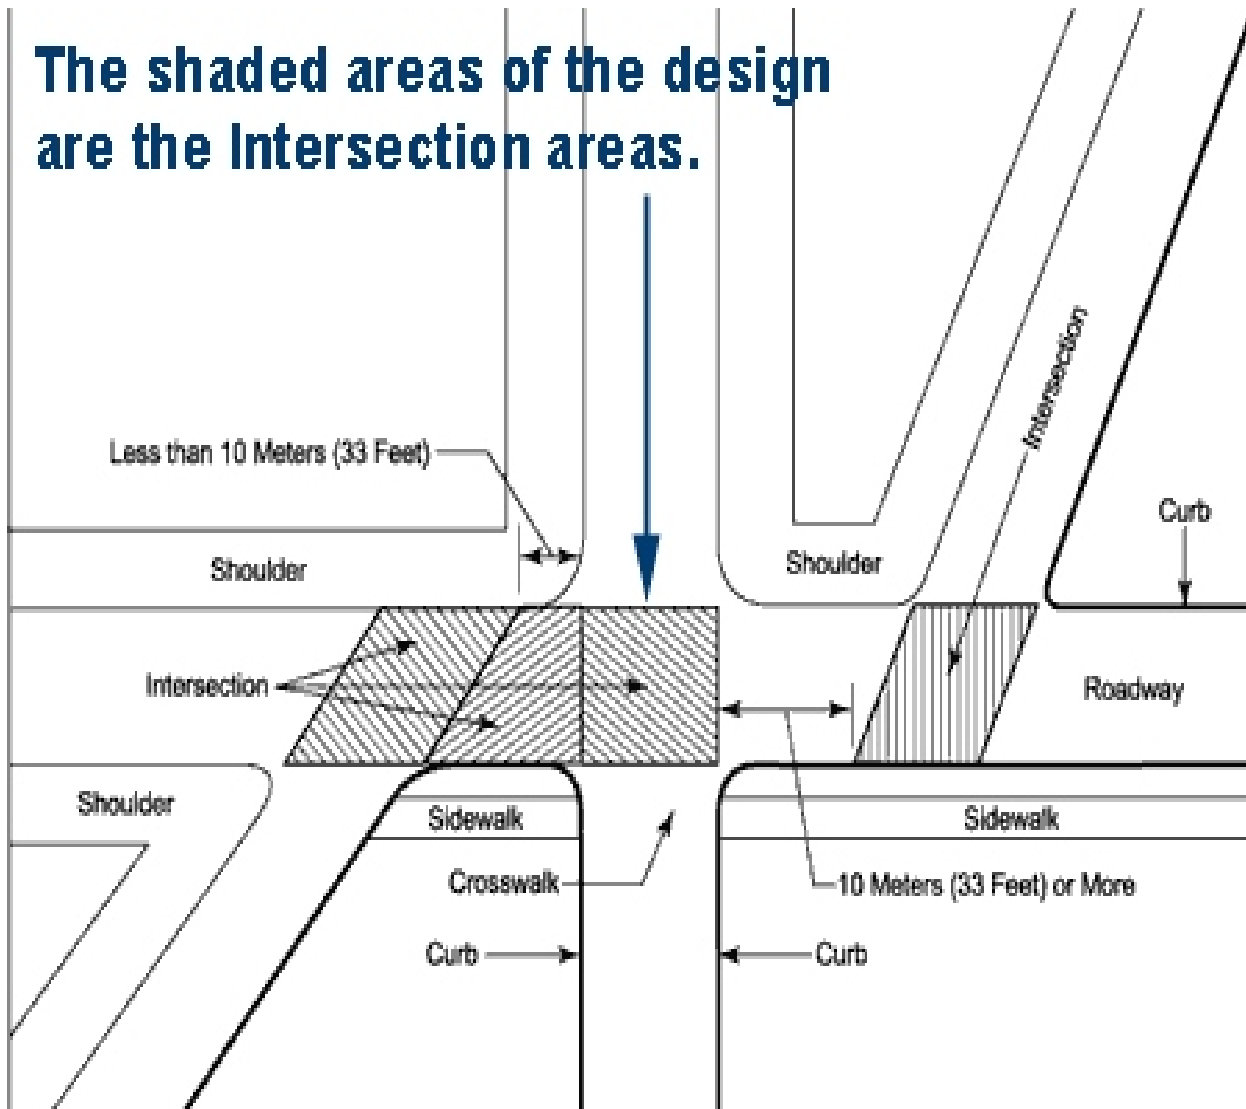 The shaded areas of the design
are the Intersection areas.
Intersection
Less than 10 Meters (33 Feet)
Curb
Shoulder
Shoulder
Intersection
Roadway
Shoulder
Sidewalk
Sidewalk
Crosswalk
10 Meters (33 Feet) or More
Curb
Curb